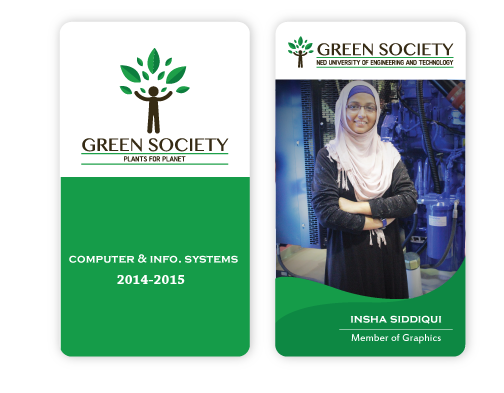 GREEN SOCIETY
PLANTS FOR PLANET
COMPUTER & INFO. SYSTEMS
2014-2015
GREEN SOCIETY
NED UNIVERSITY OF ENGINEERING AND TECHNOLOGY
INSHA SIDDIQUI
Member of Graphics